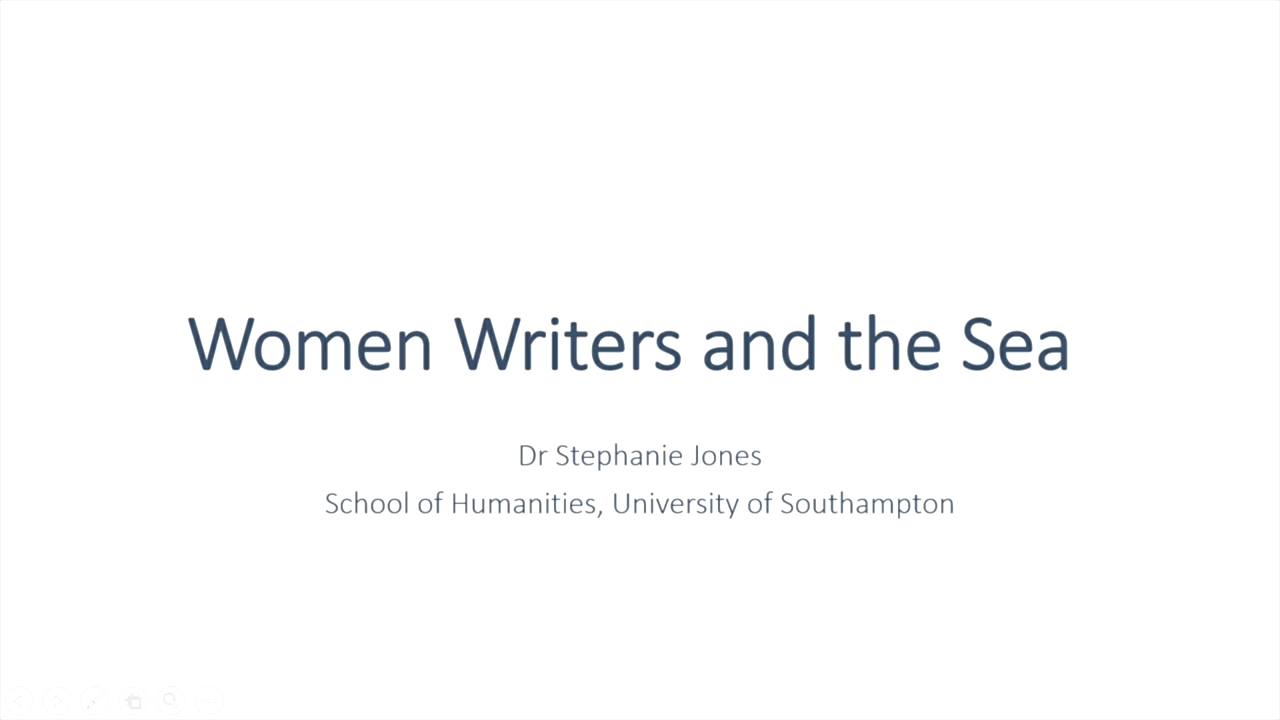 Women Writers and the Sea
Dr Stephanie Jones
School of Humanities, University of Southampton